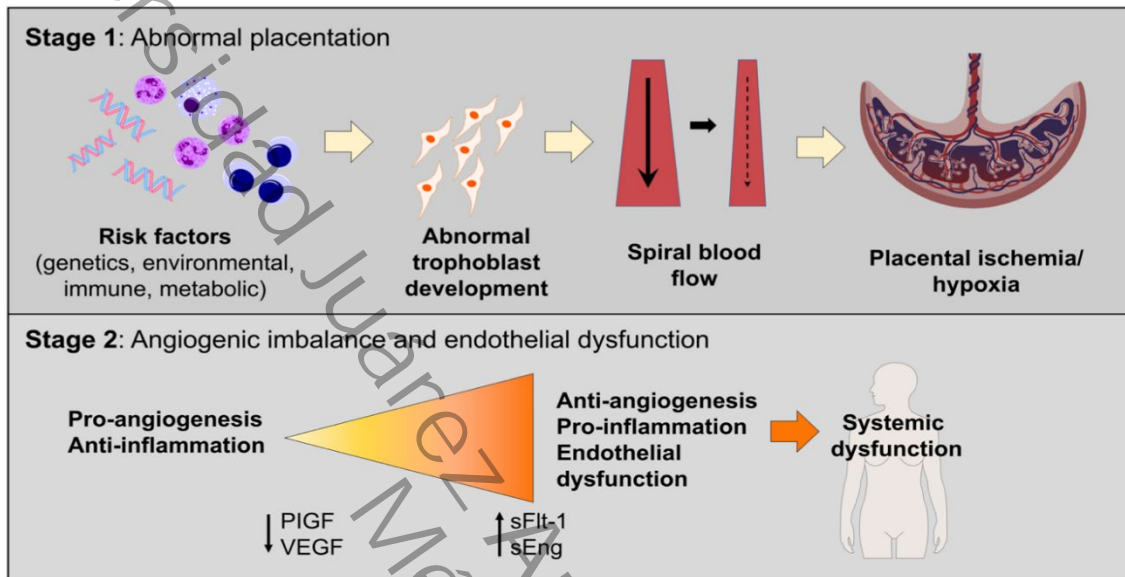 Stage 1: Abnormal placentation
Risk factors
(genetics, environmental,
immune, metabolic)
Abnormal
trophoblast
development
Spiral blood
flow
Placental ischemia/
hypoxia
Stage 2: Angiogenic imbalance and endothelial dysfunction
Pro-angiogenesis
Anti-inflammation
Anti-angiogenesis
Pro-inflammation
Endothelial
dysfunction
Systemic
dysfunction
PlGF
VEGF
sFlt-1
sEng
Juárez